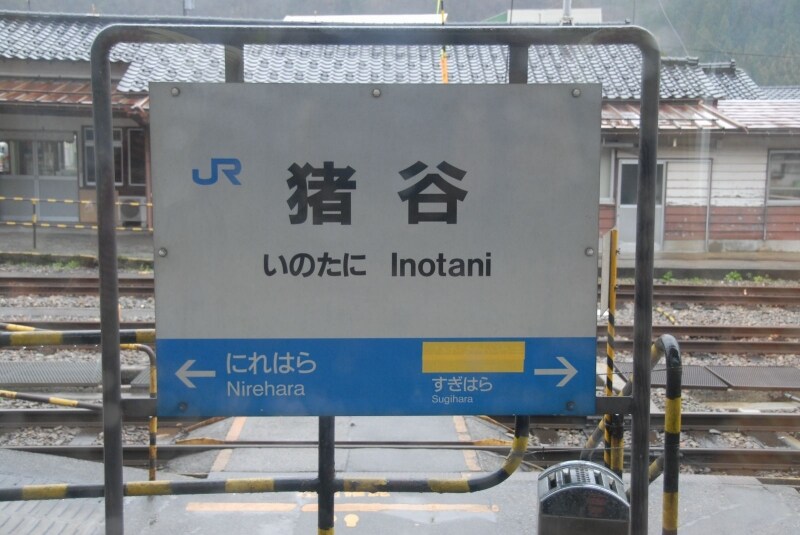 JR
猪谷
いのたに Inotani
← にれはら
Nirehara
すぎはら →
Sugihara